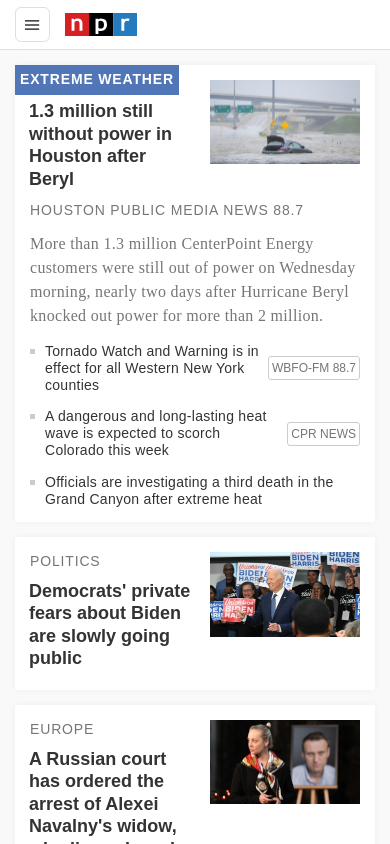 npr
EXTREME WEATHER
1.3 million still
without power in
Houston after
Beryl
HOUSTON PUBLIC MEDIA NEWS 88.7
More than 1.3 million CenterPoint Energy
customers were still out of power on Wednesday
morning, nearly two days after Hurricane Beryl
knocked out power for more than 2 million.
Tornado Watch and Warning is in
effect for all Western New York
counties
WBFO-FM 88.7
A dangerous and long-lasting heat
wave is expected to scorch
Colorado this week
CPR NEWS
Officials are investigating a third death in the
Grand Canyon after extreme heat
POLITICS
Democrats' private
fears about Biden
are slowly going
public
BIDEN
HARRIS
BIDEN
HARRIS
BIDEN
HARRIS
EUROPE
A Russian court
has ordered the
arrest of Alexei
Navalny's widow,